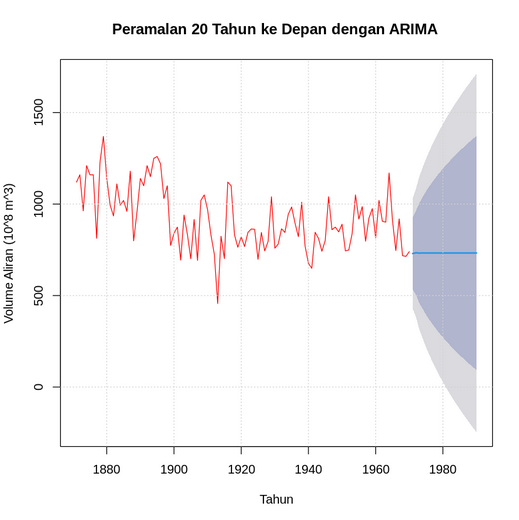 Peramalan 20 Tahun ke Depan dengan ARIMA
Volume Aliran (10^8 m^3)
1500
1000
500
0
1880 1900 1920 1940 1960 1980
Tahun